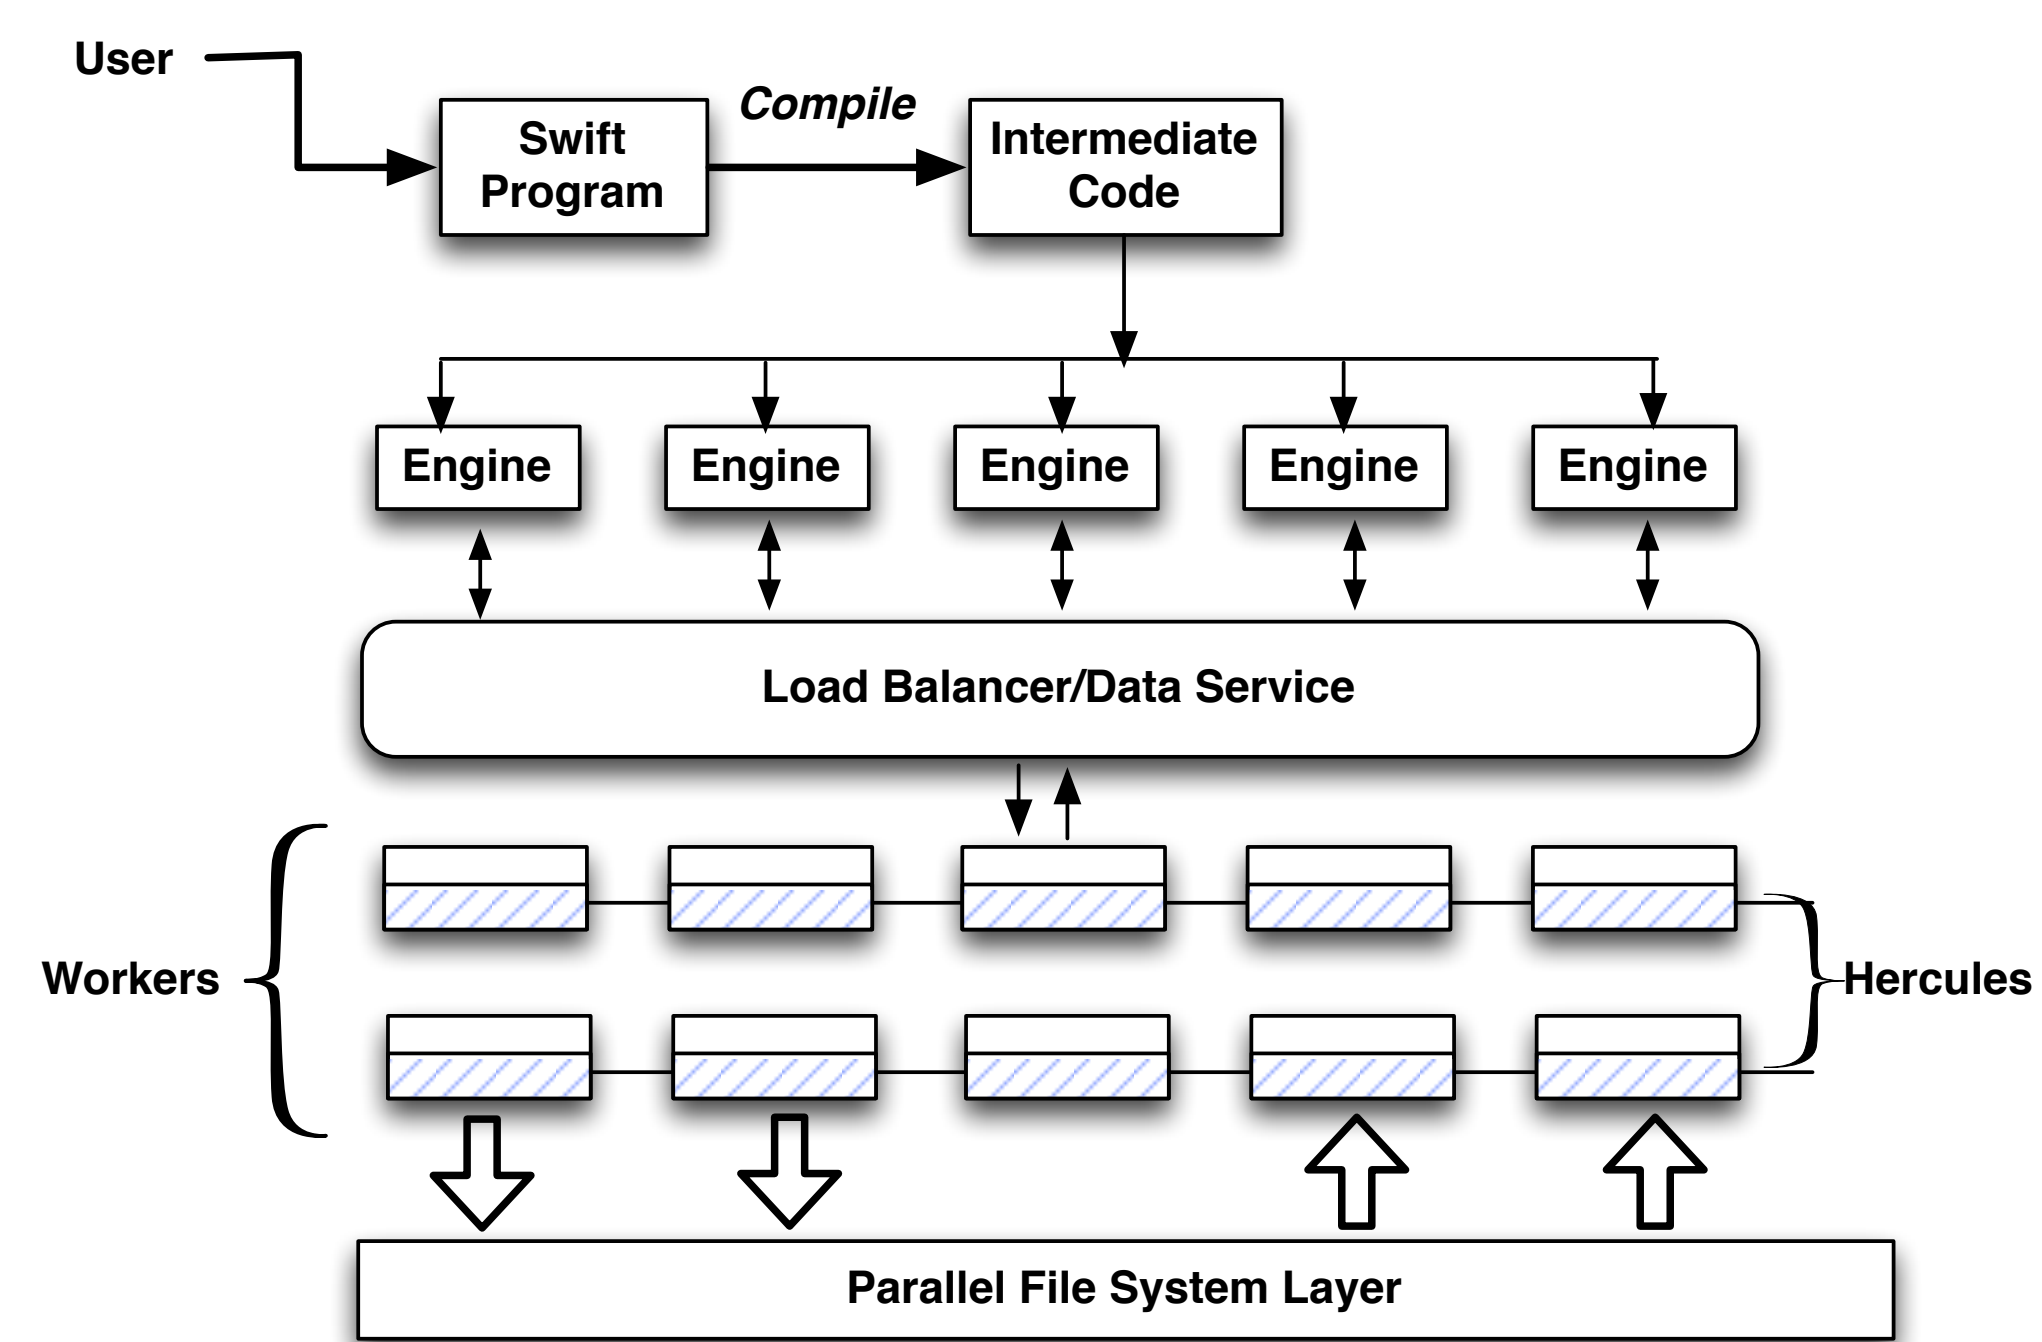 User
Compile
Swift
Program
Intermediate
Code
Engine
Engine
Engine
Engine
Engine
Load Balancer/Data Service
Workers
Hercules
Parallel File System Layer